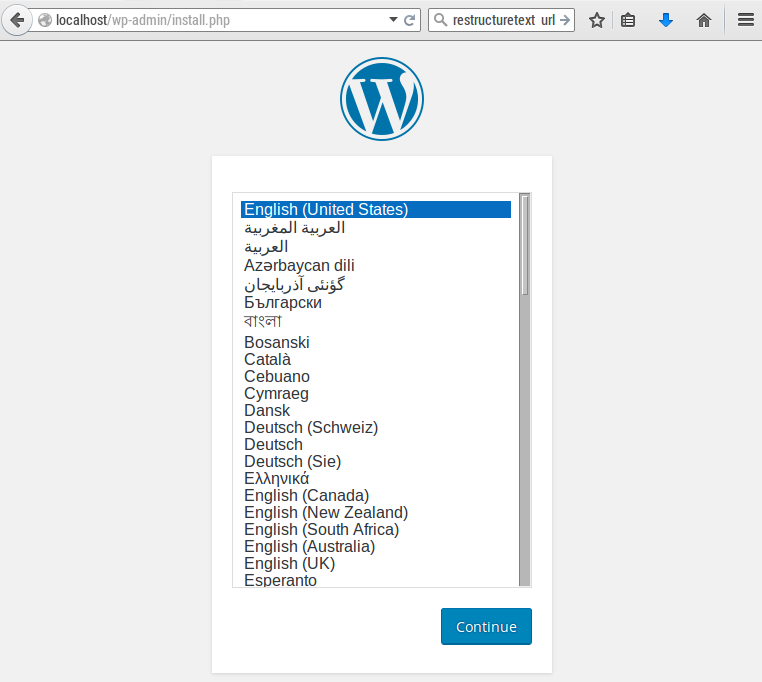 localhost/wp-admin/install.php
restructuretext url
English (United States)
العربية المغربية
العربية
Azərbaycan dili
گؤنئی آذربایجان
Български
বাংলা
Bosanski
Català
Cebuano
Cymraeg
Dansk
Deutsch (Schweiz)
Deutsch
Deutsch (Sie)
Ελληνικά
English (Canada)
English (New Zealand)
English (South Africa)
English (Australia)
English (UK)
Esperanto
Continue